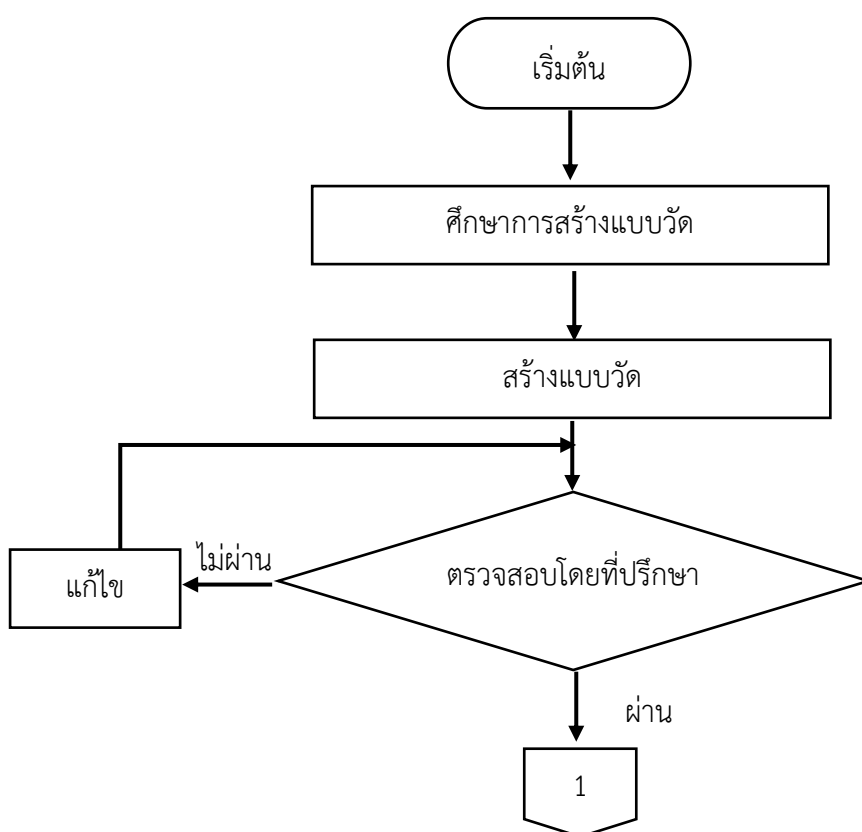 เริ่มต้น
ศึกษาการสร้างแบบวัด
สร้างแบบวัด
ไม่ผ่าน
แก้ไข
ตรวจสอบโดยที่ปรึกษา
ผ่าน
1